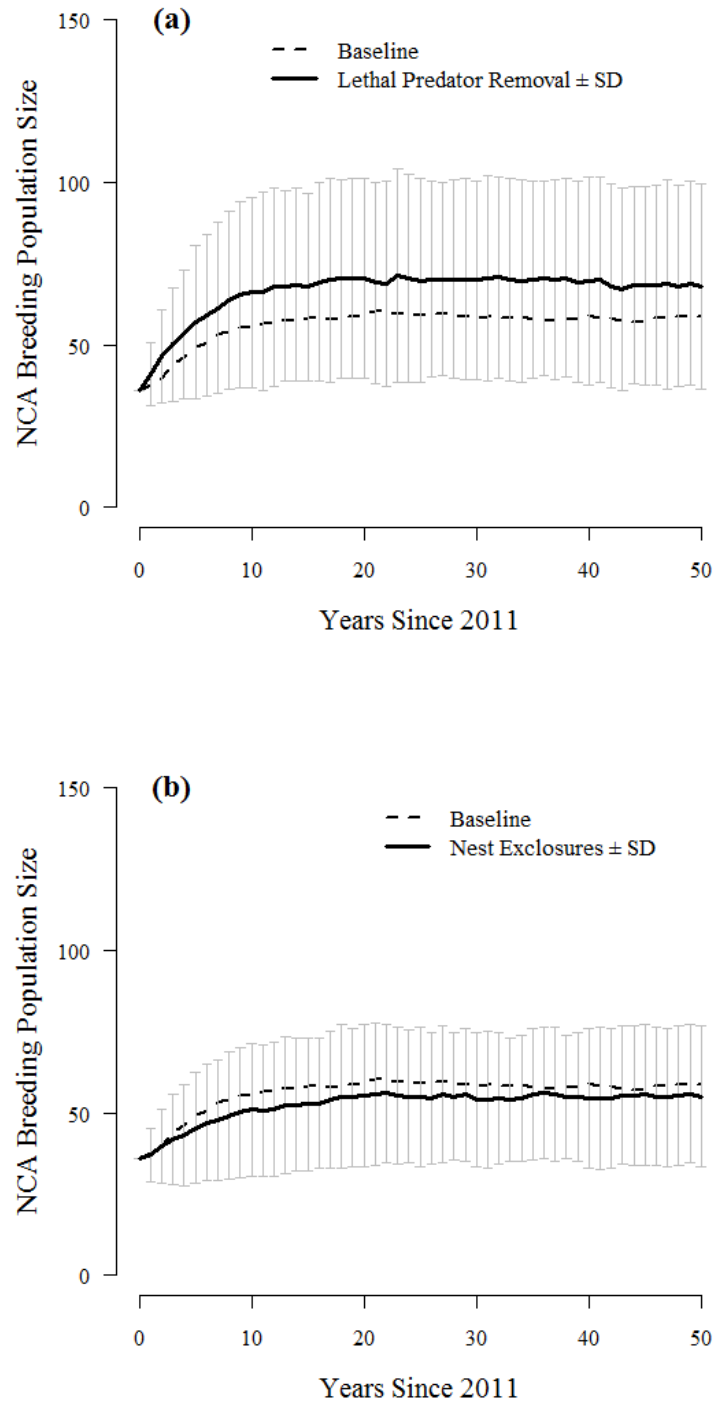 (a)
Baseline
Lethal Predator Removal ± SD
NCA Breeding Population Size
150
100
50
0
0 10 20 30 40 50
Years Since 2011
(b)
Baseline
Nest Exclosures ± SD
NCA Breeding Population Size
150
100
50
0
0 10 20 30 40 50
Years Since 2011